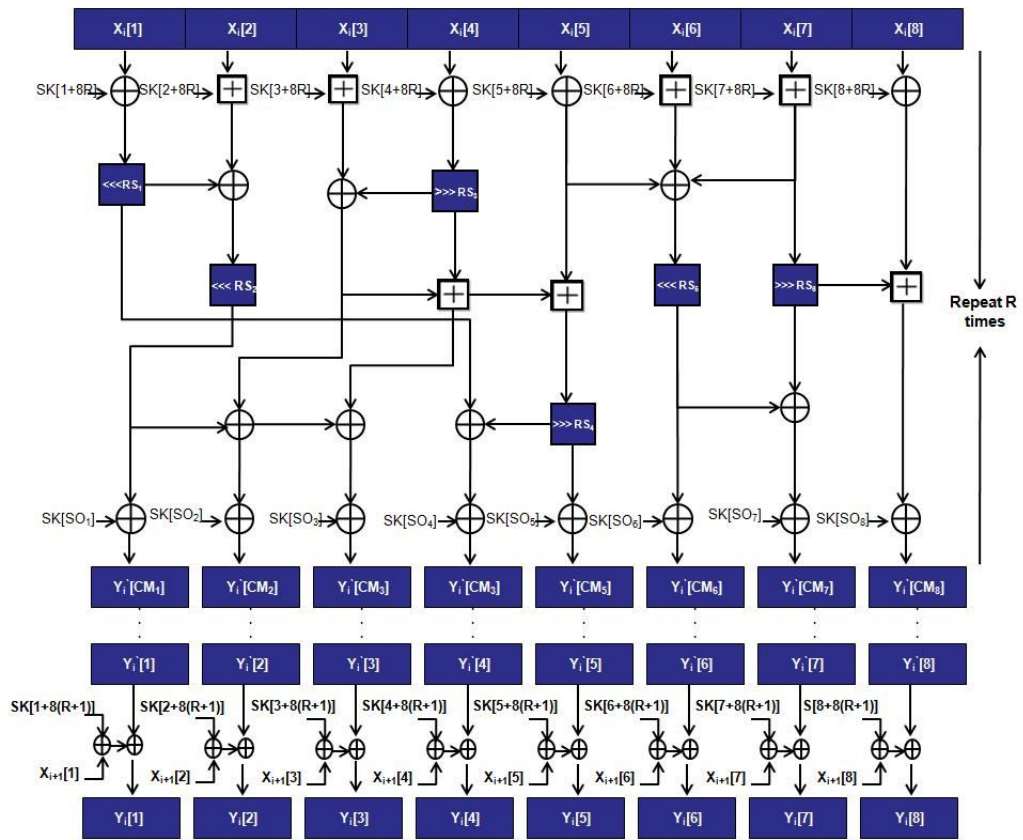 Xi[1] Xi[2] Xi[3] Xi[4] Xi[5] Xi[6] Xi[7] Xi[8]
SK[1+8R] SK[2+8R] SK[3+8R] SK[4+8R] SK[5+8R] SK[6+8R] SK[7+8R] SK[8+8R]
<<<RS1 >>> RS3
<<< RS2 <<< RS5 >>> RS6
Repeat R
times
>>> RS4
SK[SO1] SK[SO2] SK[SO3] SK[SO4] SK[SO5] SK[SO6] SK[SO7] SK[SO8]
Yi`[CM1] Yi`[CM2] Yi`[CM3] Yi`[CM3] Yi`[CM5] Yi`[CM6] Yi`[CM7] Yi`[CM8]
Yi`[1] Yi`[2] Yi`[3] Yi`[4] Yi`[5] Yi`[6] Yi`[7] Yi`[8]
SK[1+8(R+1)] SK[2+8(R+1)] SK[3+8(R+1)] SK[4+8(R+1)] SK[5+8(R+1)] SK[6+8(R+1)] SK[7+8(R+1)] S[8+8(R+1)]
Xi+1[1] Xi+1[2] Xi+1[3] Xi+1[4] Xi+1[5] Xi+1[6] Xi+1[7] Xi+1[8]
Yi[1] Yi[2] Yi[3] Yi[4] Yi[5] Yi[6] Yi[7] Yi[8]